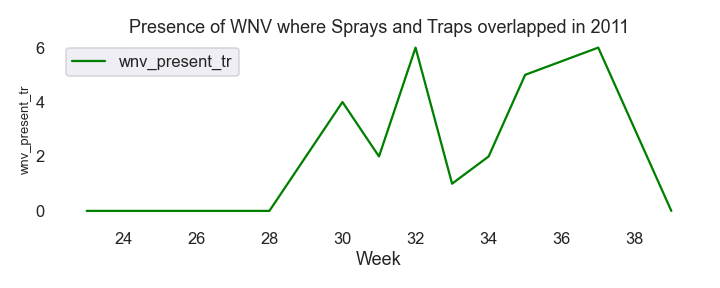 Presence of WNV where Sprays and Traps overlapped in 2011
wnv_present_tr
wnv_present_tr
6
4
2
0
24 26 28 30 32 34 36 38
Week